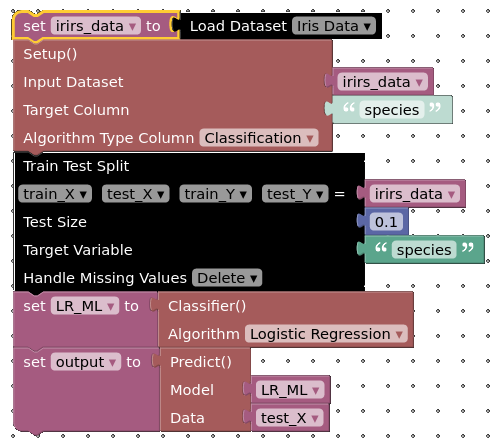 set irirs_data ▾ to Load Dataset Iris Data ▾
Setup()
Input Dataset irirs_data ▾
Target Column “ species ”
Algorithm Type Column Classification ▾
Train Test Split
train_X ▾ test_X ▾ train_Y ▾ test_Y ▾ = irirs_data ▾
Test Size 0.1
Target Variable “ species ”
Handle Missing Values Delete ▾
set LR_ML ▾ to Classifier()
Algorithm Logistic Regression ▾
set output ▾ to Predict()
Model LR_ML ▾
Data test_X ▾